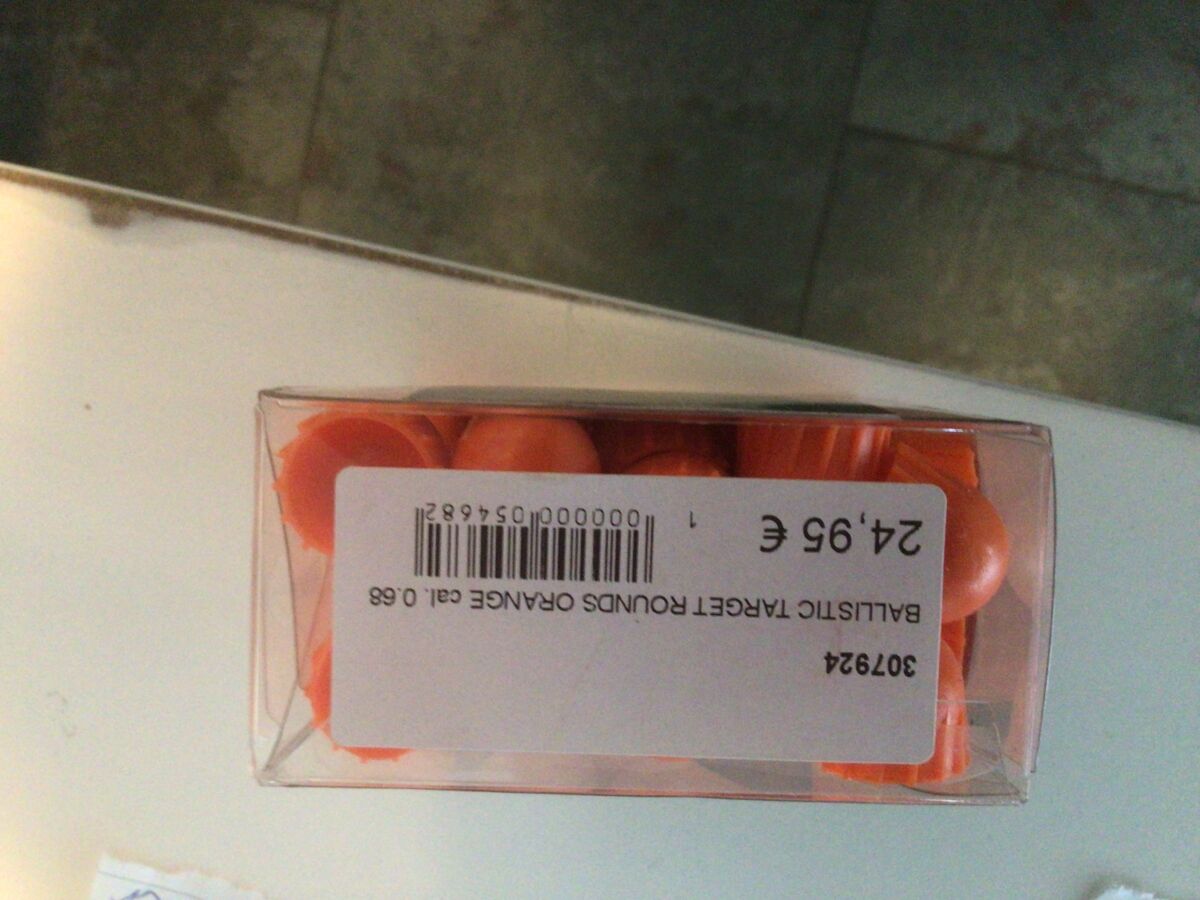 307924
BALLISTIC TARGET ROUNDS ORANGE cal. 0.68
24,95 €
1
000000054682